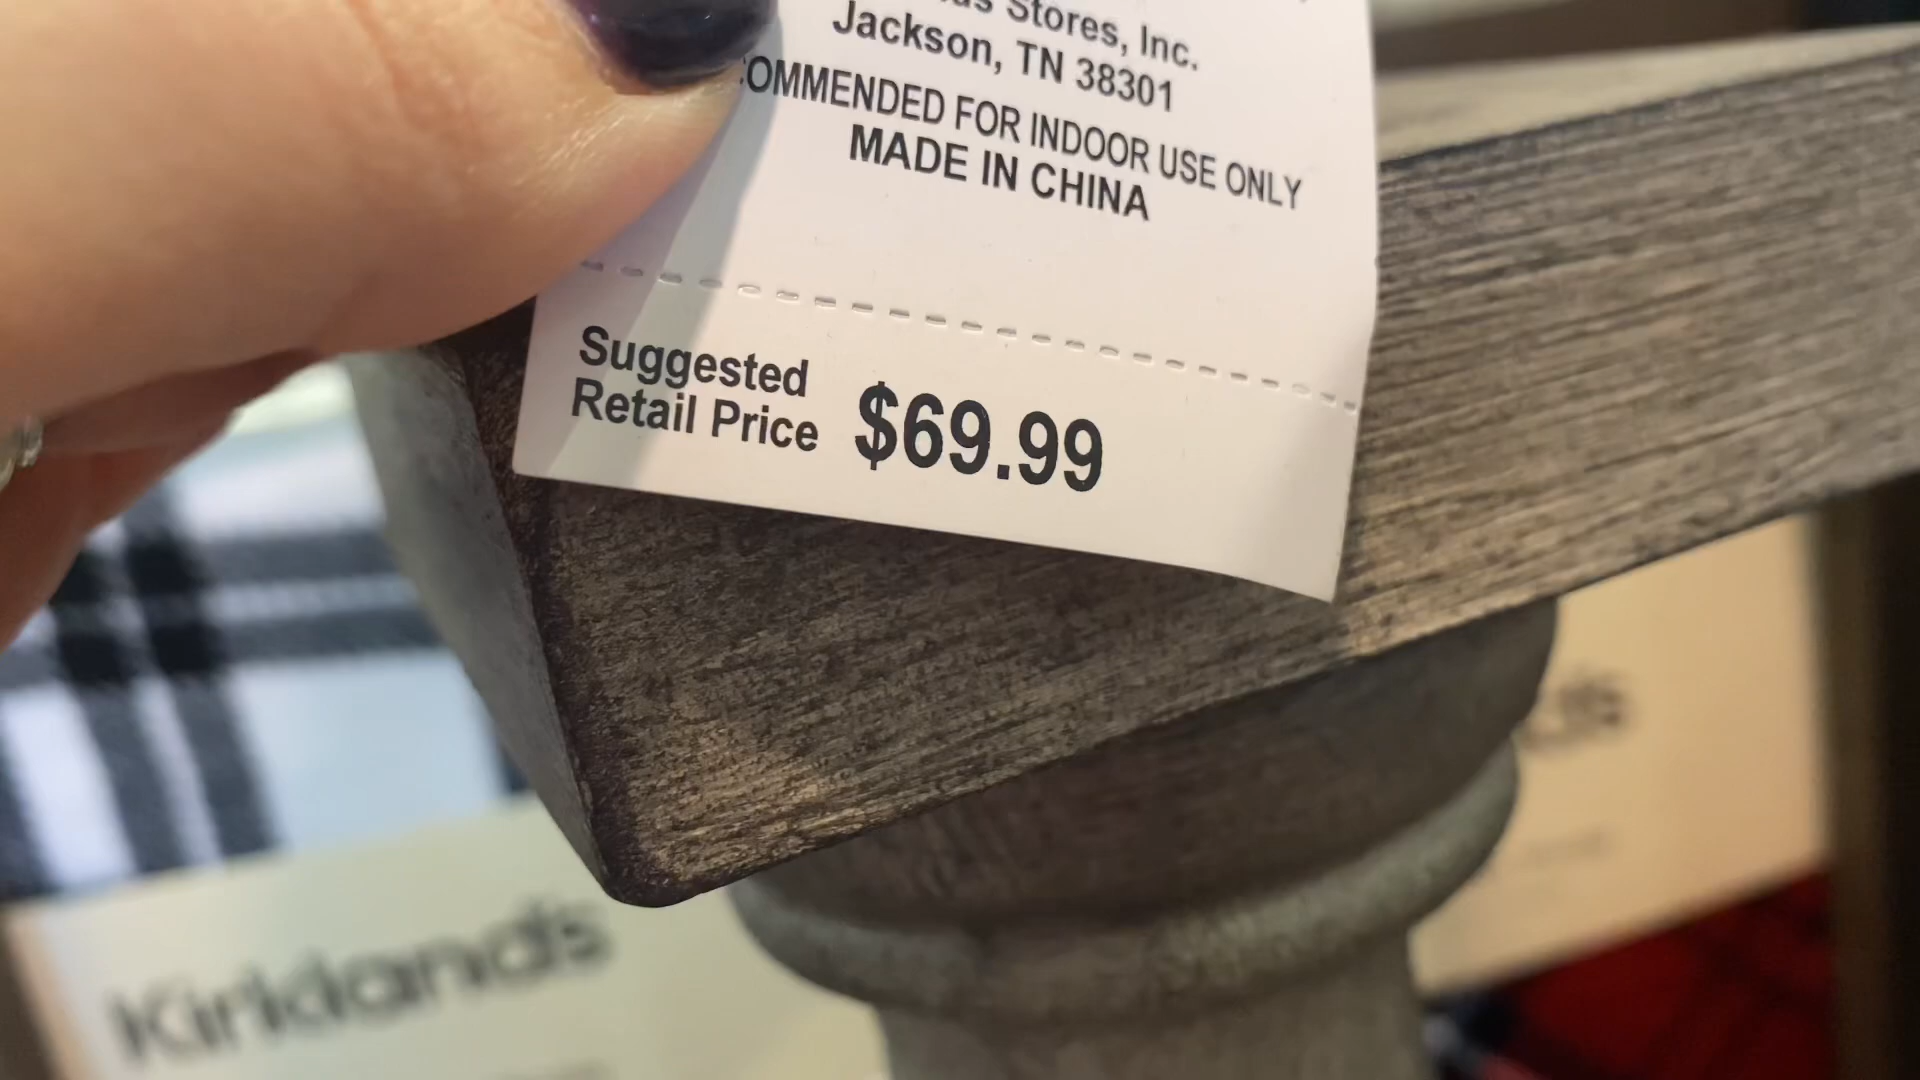 Stores, Inc.
Jackson, TN 38301
OMMENDED FOR INDOOR USE ONLY
MADE IN CHINA
Suggested
Retail Price $69.99
Kirkland's